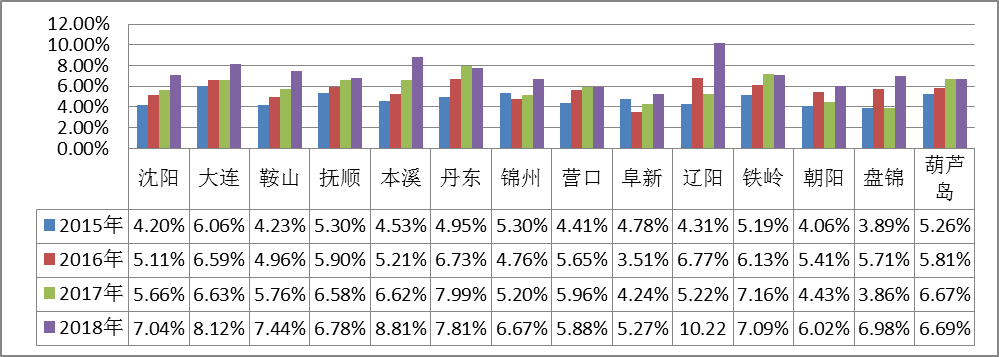 12.00%
10.00%
8.00%
6.00%
4.00%
2.00%
0.00%
沈阳 大连 鞍山 抚顺 本溪 丹东 锦州 营口 阜新 辽阳 铁岭 朝阳 盘锦 葫芦
岛
2015年 4.20% 6.06% 4.23% 5.30% 4.53% 4.95% 5.30% 4.41% 4.78% 4.31% 5.19% 4.06% 3.89% 5.26%
2016年 5.11% 6.59% 4.96% 5.90% 5.21% 6.73% 4.76% 5.65% 3.51% 6.77% 6.13% 5.41% 5.71% 5.81%
2017年 5.66% 6.63% 5.76% 6.58% 6.62% 7.99% 5.20% 5.96% 4.24% 5.22% 7.16% 4.43% 3.86% 6.67%
2018年 7.04% 8.12% 7.44% 6.78% 8.81% 7.81% 6.67% 5.88% 5.27% 10.22 7.09% 6.02% 6.98% 6.69%